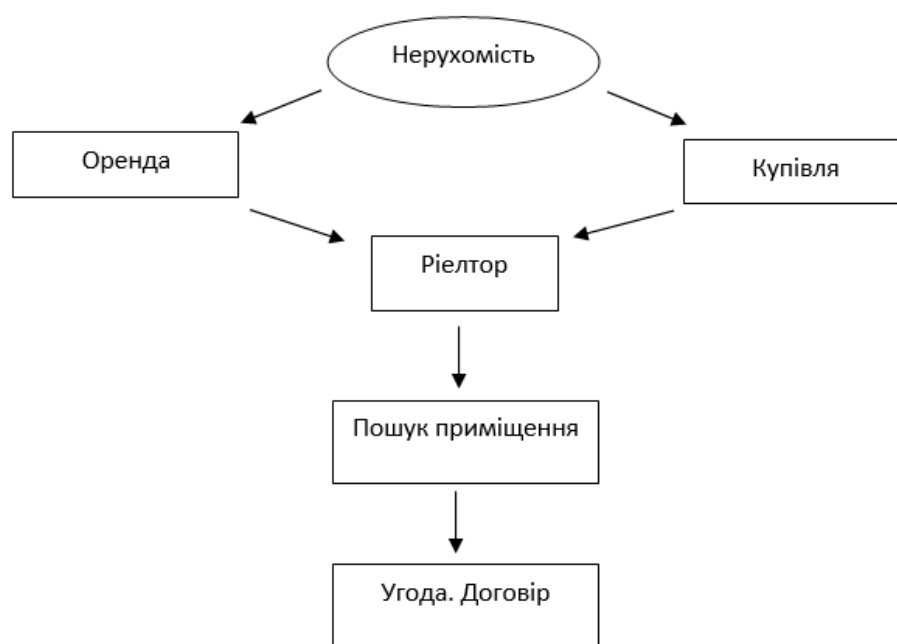 Нерухомість
Оренда
Купівля
Ріелтор
Пошук приміщення
Угода. Договір